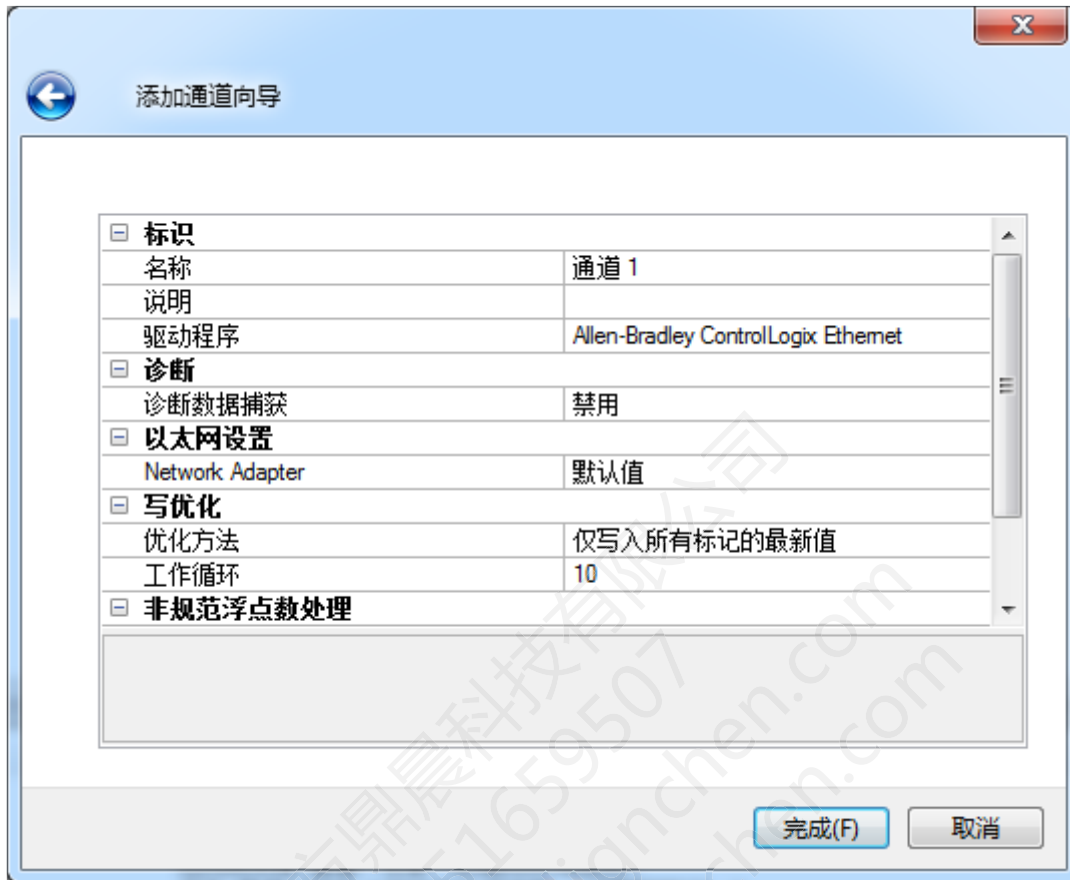 添加通道向导
标识
名称 通道 1
说明
驱动程序 Allen-Bradley ControlLogix Ethernet
诊断
诊断数据捕获 禁用
以太网设置
Network Adapter 默认值
写优化
优化方法 仅写入所有标记的最新值
工作循环 10
非规范浮点数处理
完成(F) 取消